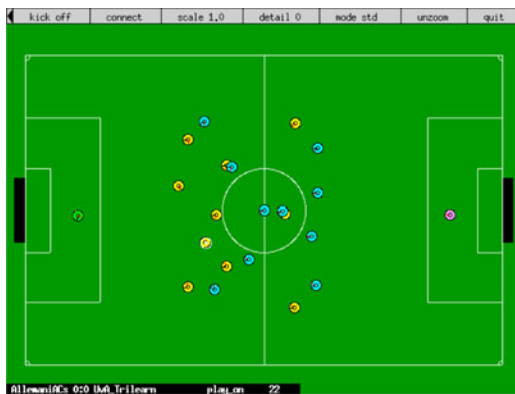 kick off connect scale 1.0 detail 0 mode std unzoom quit
AllemaniACs 0:0 UvA_Trilearn play_on 22